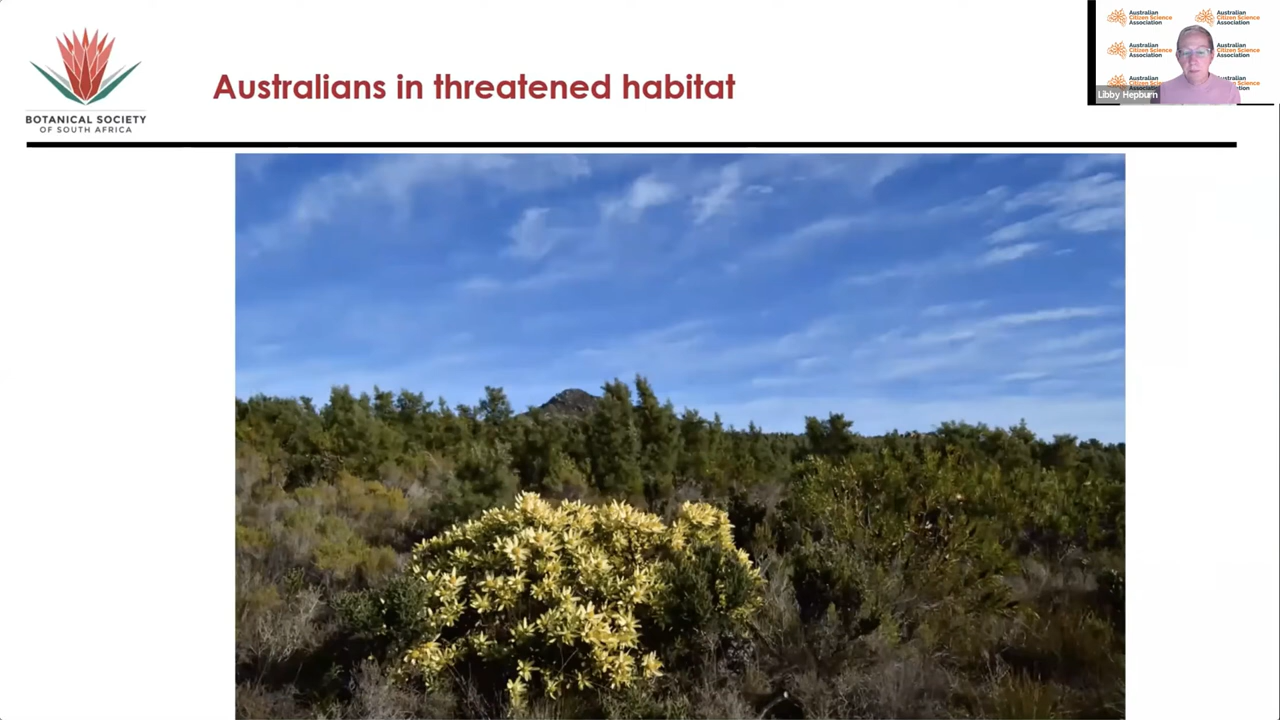 BOTANICAL SOCIETY
OF SOUTH AFRICA
Australians in threatened habitat
Australian
Citizen Science
Association
Australian
Citizen Science
Association
Australian
Citizen Science
Association
Australian
Citizen Science
Association
Australian
Citizen Science
Libby Hepburn